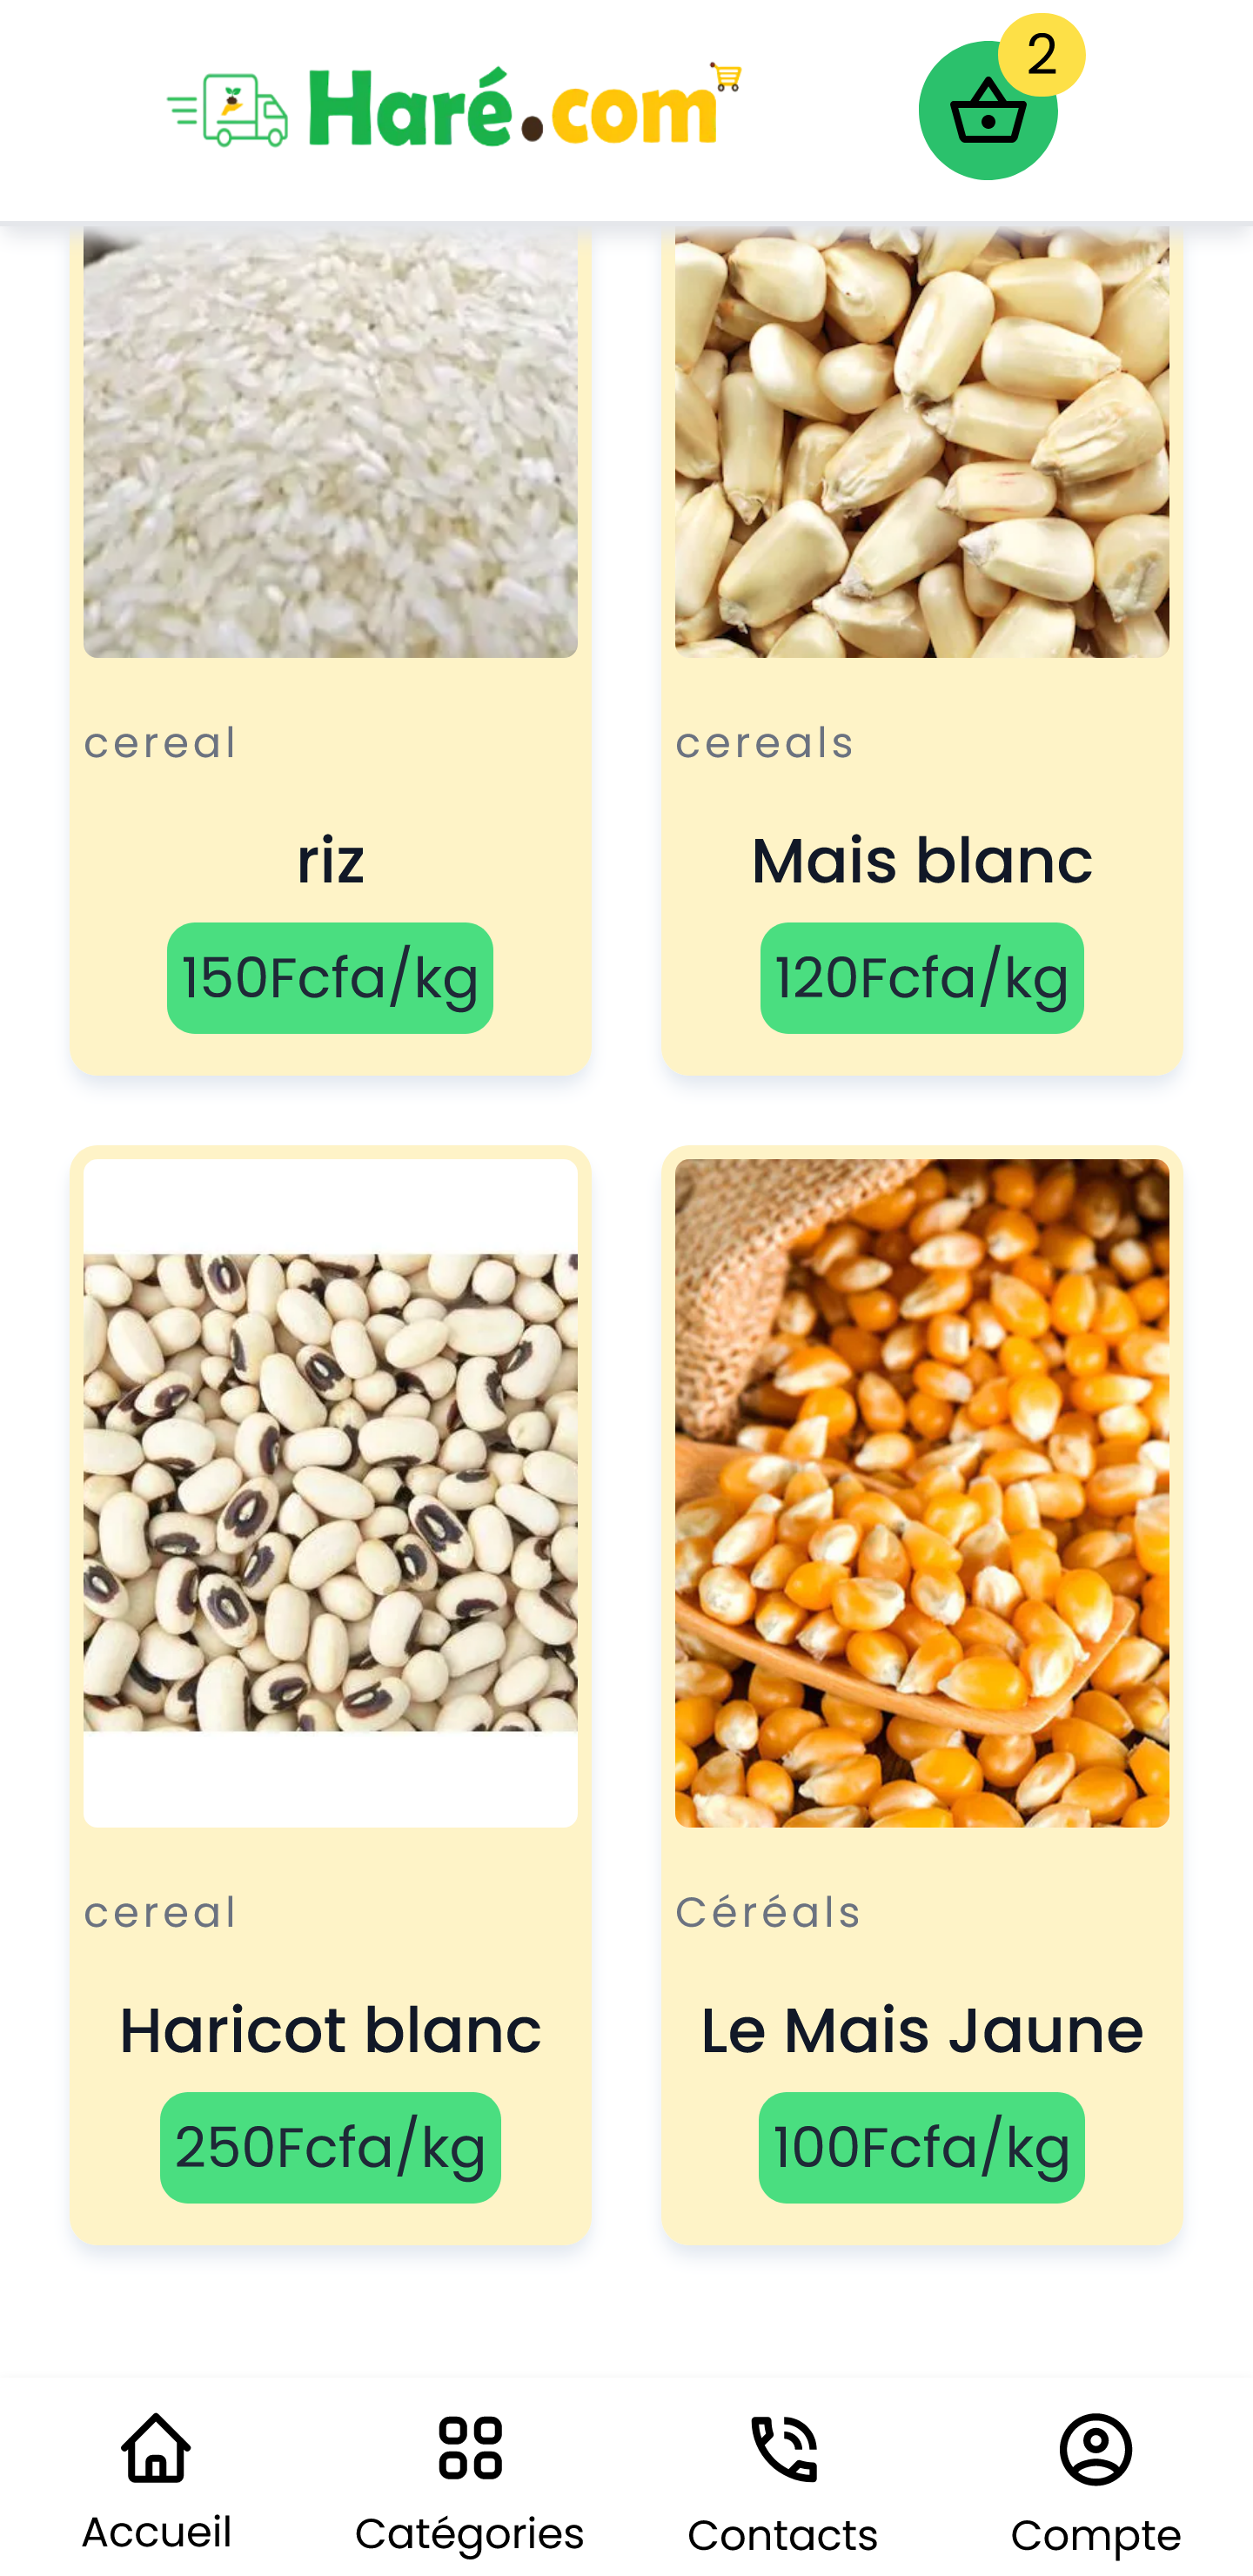 Haré.com
2
cereal
cereals
riz
Mais blanc
150Fcfa/kg
120Fcfa/kg
cereal
Céréals
Haricot blanc
Le Mais Jaune
250Fcfa/kg
100Fcfa/kg
Accueil
Catégories
Contacts
Compte